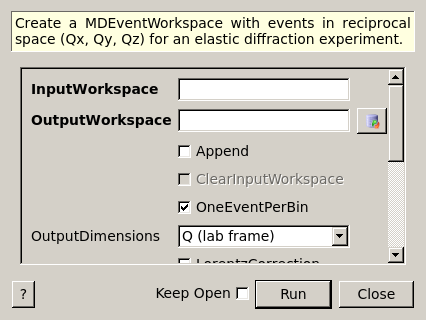 Create a MDEventWorkspace with events in reciprocal
space (Qx, Qy, Qz) for an elastic diffraction experiment.
InputWorkspace
OutputWorkspace
Append
ClearInputWorkspace
OneEventPerBin
OutputDimensions Q (lab frame)
LorentzCorrection
? Keep Open Run Close